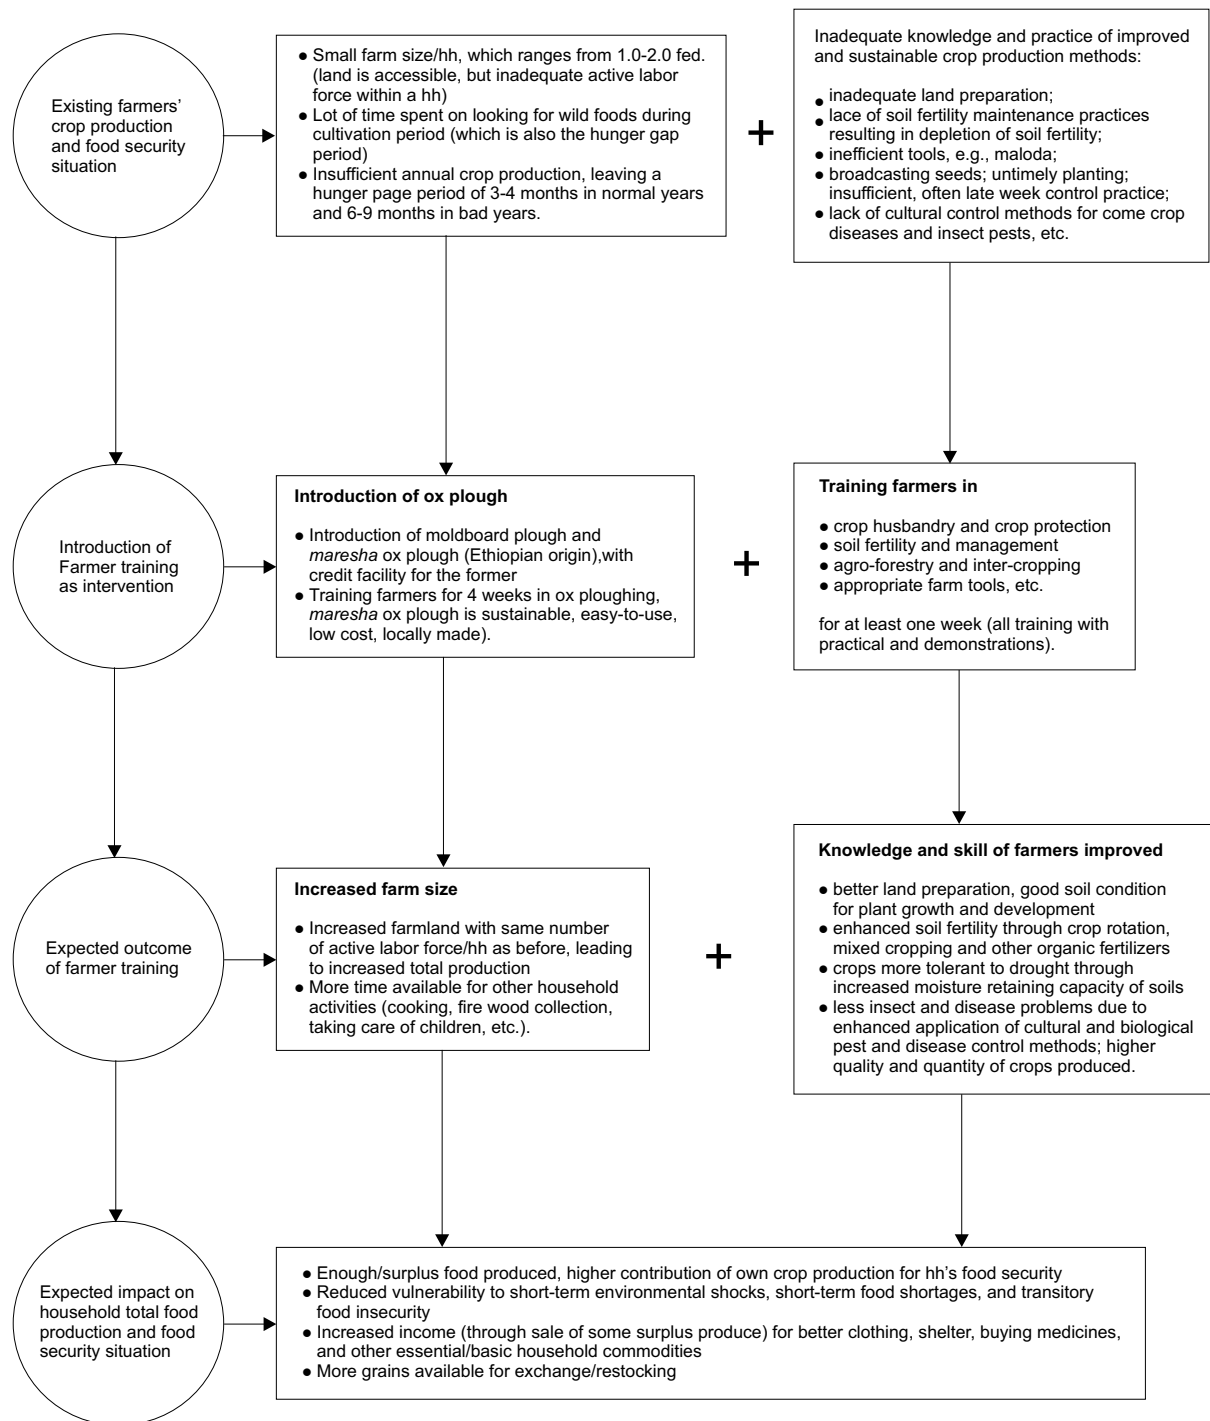 Existing farmers’
crop production
and food security
situation
● Small farm size/hh, which ranges from 1.0-2.0 fed.
(land is accessible, but inadequate active labor
force within a hh)
● Lot of time spent on looking for wild foods during
cultivation period (which is also the hunger gap
period)
● Insufficient annual crop production, leaving a
hunger page period of 3-4 months in normal years
and 6-9 months in bad years.
+
Inadequate knowledge and practice of improved
and sustainable crop production methods:
● inadequate land preparation;
● lack of soil fertility maintenance practices
resulting in depletion of soil fertility;
● inefficient tools, e.g., maloda;
● broadcasting seeds; untimely planting;
insufficient, often late week control practice;
● lack of cultural control methods for come crop
diseases and insect pests, etc.
Introduction of
Farmer training
as intervention
Introduction of ox plough
● Introduction of moldboard plough and
maresha ox plough (Ethiopian origin),with
credit facility for the former
● Training farmers for 4 weeks in ox ploughing,
maresha ox plough is sustainable, easy-to-use,
low cost, locally made).
+
Training farmers in
● crop husbandry and crop protection
● soil fertility and management
● agro-forestry and inter-cropping
● appropriate farm tools, etc.
for at least one week (all training with
practical and demonstrations).
Expected outcome
of farmer training
Increased farm size
● Increased farmland with same number
of active labor force/hh as before, leading
to increased total production
● More time available for other household
activities (cooking, fire wood collection,
taking care of children, etc.).
+
Knowledge and skill of farmers improved
● better land preparation, good soil condition
for plant growth and development
● enhanced soil fertility through crop rotation,
mixed cropping and other organic fertilizers
● crops more tolerant to drought through
increased moisture retaining capacity of soils
● less insect and disease problems due to
enhanced application of cultural and biological
pest and disease control methods; higher
quality and quantity of crops produced.
Expected impact on
household total food
production and food
security situation
● Enough/surplus food produced, higher contribution of own crop production for hh’s food security
● Reduced vulnerability to short-term environmental shocks, short-term food shortages, and transitory
food insecurity
● Increased income (through sale of some surplus produce) for better clothing, shelter, buying medicines,
and other essential/basic household commodities
● More grains available for exchange/restocking